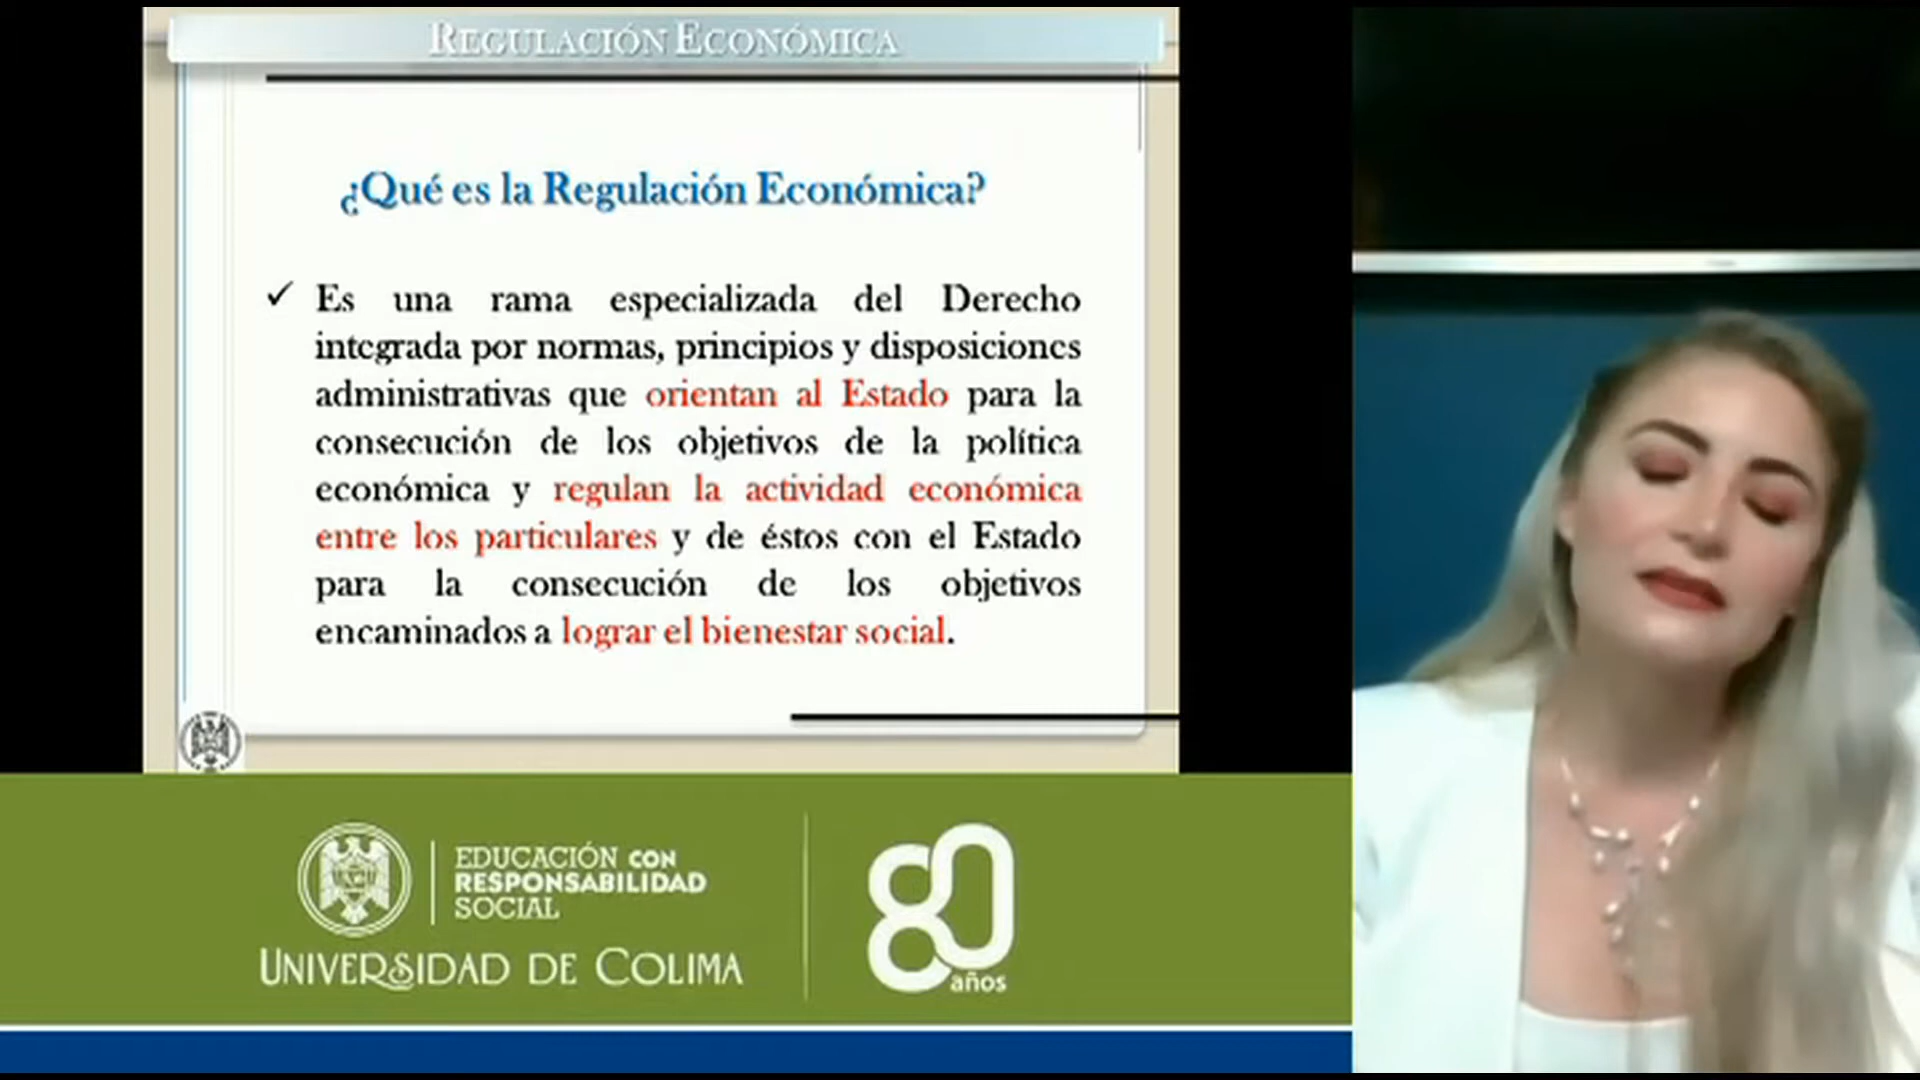 REGULACIÓN ECONÓMICA
¿Qué es la Regulación Económica?
✓ Es una rama especializada del Derecho
integrada por normas, principios y disposiciones
administrativas que orientan al Estado para la
consecución de los objetivos de la política
económica y regulan la actividad económica
entre los particulares y de éstos con el Estado
para la consecución de los objetivos
encaminados a lograr el bienestar social.
EDUCACIÓN CON
RESPONSABILIDAD
SOCIAL
UNIVERSIDAD DE COLIMA
80
años